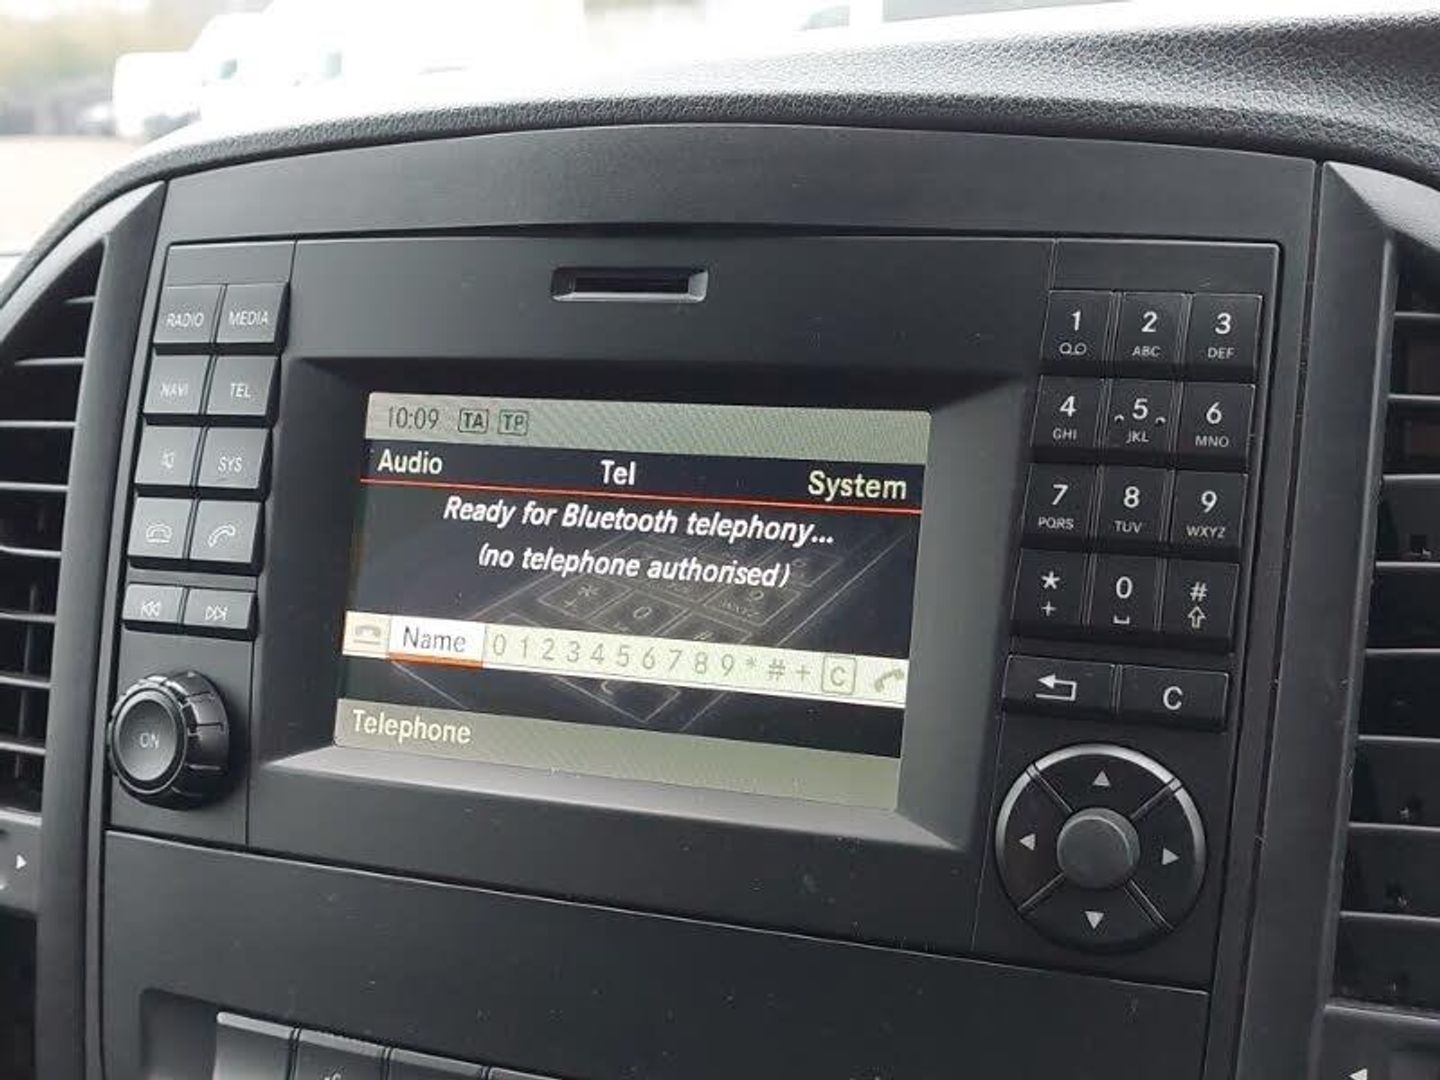 RADIO MEDIA
NAVI TEL
SYS
ON
10:09 TA TP
Audio Tel System
Ready for Bluetooth telephony...
(no telephone authorised)
Name 0 1 2 3 4 5 6 7 8 9 * # + C
Telephone
1 2 3
ABC DEF
4 5 6
GHI JKL MNO
7 8 9
PQRS TUV WXYZ
* 0 #
+
C